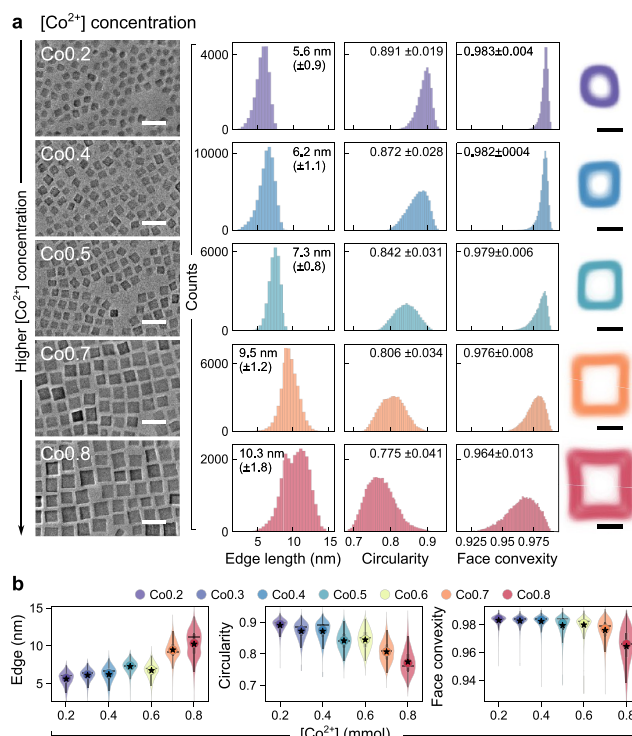 a
[Co2+] concentration
Higher [Co2+] concentration
Counts
Co0.2
4000
0
5.6 nm
(±0.9)
0.891 ±0.019
0.983±0.004
Co0.4
10000
0
6.2 nm
(±1.1)
0.872 ±0.028
0.982±0004
Co0.5
6000
0
7.3 nm
(±0.8)
0.842 ±0.031
0.979±0.006
Co0.7
6000
0
9.5 nm
(±1.2)
0.806 ±0.034
0.976±0.008
Co0.8
2000
0
10.3 nm
(±1.8)
0.775 ±0.041
0.964±0.013
5 10 15
0.7 0.8 0.9
0.925 0.95 0.975
Edge length (nm)
Circularity
Face convexity
b
Co0.2 Co0.3 Co0.4 Co0.5 Co0.6 Co0.7 Co0.8
Edge
(nm)
15
10
5
0.2 0.4 0.6 0.8
Circularity
0.9
0.8
0.7
0.2 0.4 0.6 0.8
Face convexity
0.98
0.96
0.94
0.2 0.4 0.6 0.8
[Co2+] (mmol)